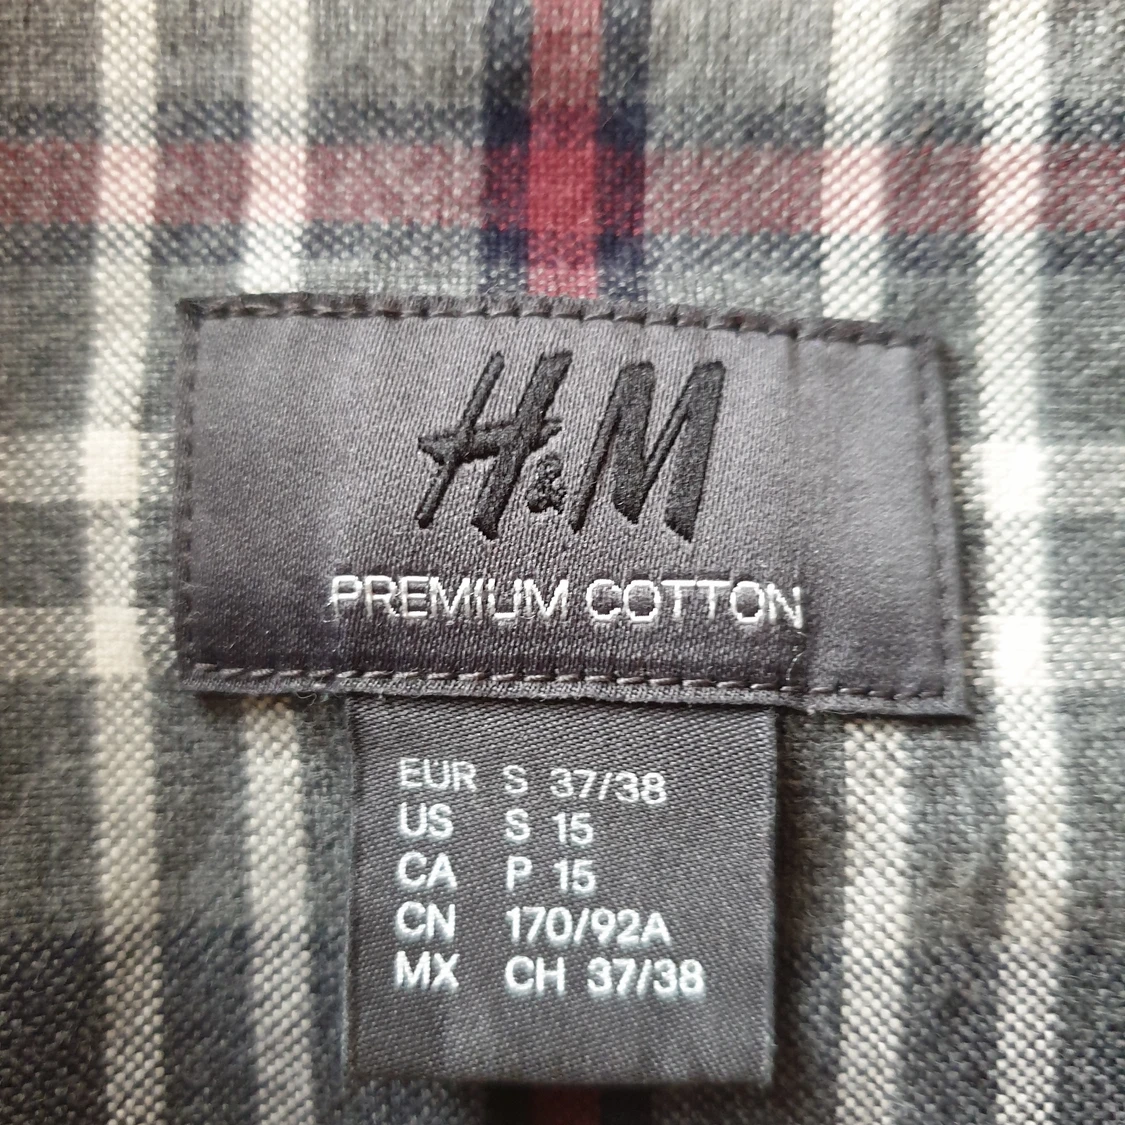 H&M
PREMIUM COTTON
EUR S 37/38
US S 15
CA P 15
CN 170/92A
MX CH 37/38